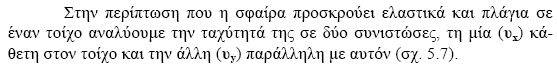 Στην περίπτωση που η σφαίρα προσκρούει ελαστικά και πλάγια σε
έναν τοίχο αναλύουμε την ταχύτητά της σε δύο συνιστώσες, τη μία (υx) κά-
θετη στον τοίχο και την άλλη (υy) παράλληλη με αυτόν (σχ. 5.7).